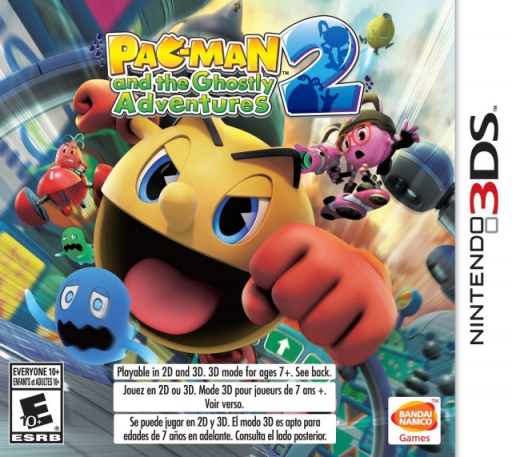 PAC-MAN 2
and the Ghostly
Adventures™
NINTENDO 3DS™
EVERYONE 10+
ENFANTS et ADULTES 10+
E
10+
ESRB
Playable in 2D and 3D. 3D mode for ages 7+. See back.
Jouez en 2D ou 3D. Mode 3D pour joueurs de 7 ans +.
Voir verso.
Se puede jugar en 2D y 3D. El modo 3D es apto para
edades de 7 años en adelante. Consulta el lado posterior.
BANDAI
NAMCO
Games
™